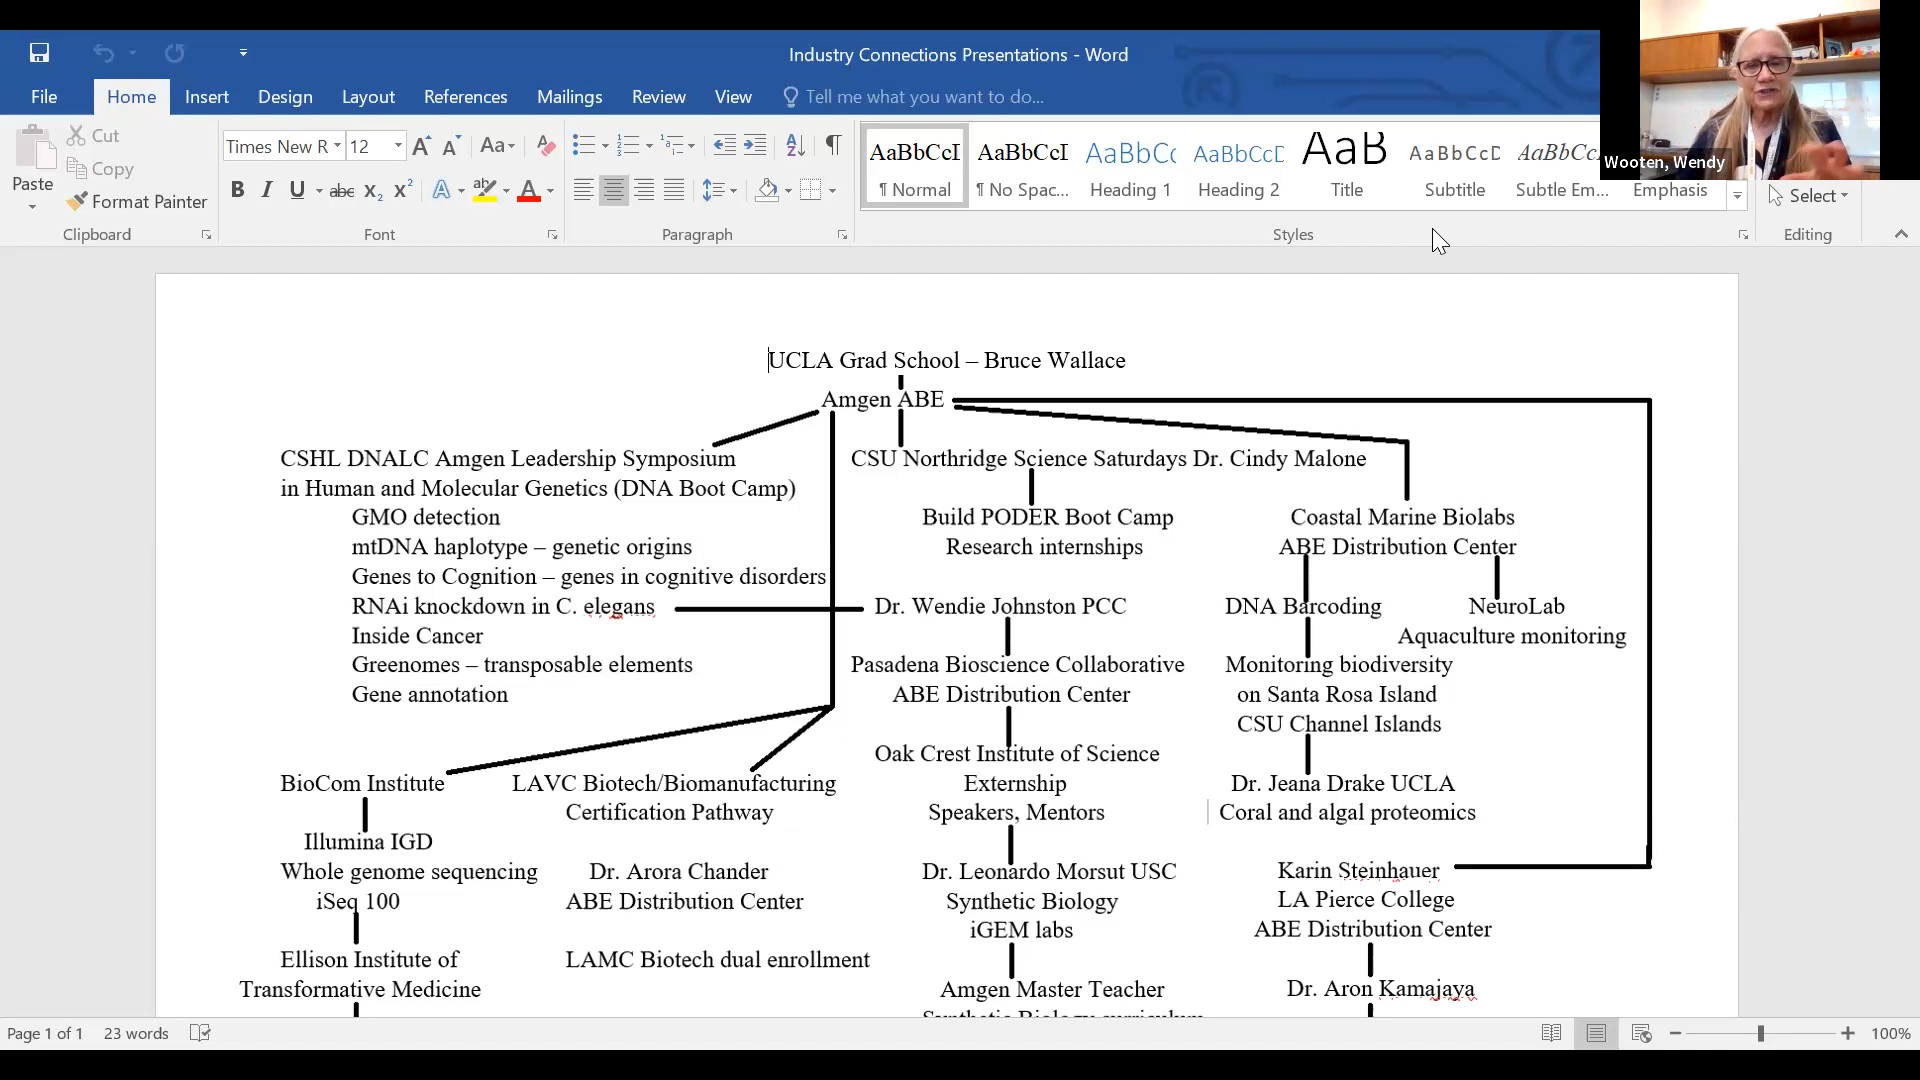 Industry Connections Presentations - Word
File Home Insert Design Layout References Mailings Review View Tell me what you want to do...
Wooten, Wendy
Paste
Cut
Copy
Format Painter
Clipboard
Times New R 12
Font
Paragraph
AaBbCcI AaBbCcI AaBbCc AaBbCcD AaB AaBbCcD AaBbCc
¶ Normal ¶ No Spac... Heading 1 Heading 2 Title Subtitle Subtle Em... Emphasis
Styles
Select
Editing
UCLA Grad School – Bruce Wallace
Amgen ABE
CSHL DNALC Amgen Leadership Symposium
in Human and Molecular Genetics (DNA Boot Camp)
GMO detection
mtDNA haplotype – genetic origins
Genes to Cognition – genes in cognitive disorders
RNAi knockdown in C. elegans
Inside Cancer
Greenomes – transposable elements
Gene annotation
CSU Northridge Science Saturdays Dr. Cindy Malone
Build PODER Boot Camp
Research internships
Dr. Wendie Johnston PCC
Pasadena Bioscience Collaborative
ABE Distribution Center
Oak Crest Institute of Science
Externship
Speakers, Mentors
Dr. Leonardo Morsut USC
Synthetic Biology
iGEM labs
Amgen Master Teacher
Synthetic Biology curriculum
Coastal Marine Biolabs
ABE Distribution Center
DNA Barcoding
NeuroLab
Aquaculture monitoring
Monitoring biodiversity
on Santa Rosa Island
CSU Channel Islands
Dr. Jeana Drake UCLA
Coral and algal proteomics
Karin Steinhauer
LA Pierce College
ABE Distribution Center
Dr. Aron Kamajaya
BioCom Institute
Illumina IGD
Whole genome sequencing
iSeq 100
Ellison Institute of
Transformative Medicine
LAVC Biotech/Biomanufacturing
Certification Pathway
Dr. Arora Chander
ABE Distribution Center
LAMC Biotech dual enrollment
Page 1 of 1 23 words
100%